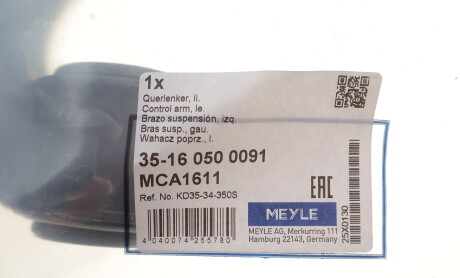 1x
Querlenker, li.
Control arm, le.
Brazo suspensión, izq.
Bras susp., gau.
Wahacz poprz., l.
35-16 050 0091
MCA1611
Ref. No. KD35-34-350S
EAC
MEYLE
MEYLE AG, Merkurring 111
Hamburg 22143, Germany
4 040074 255780
25X0130